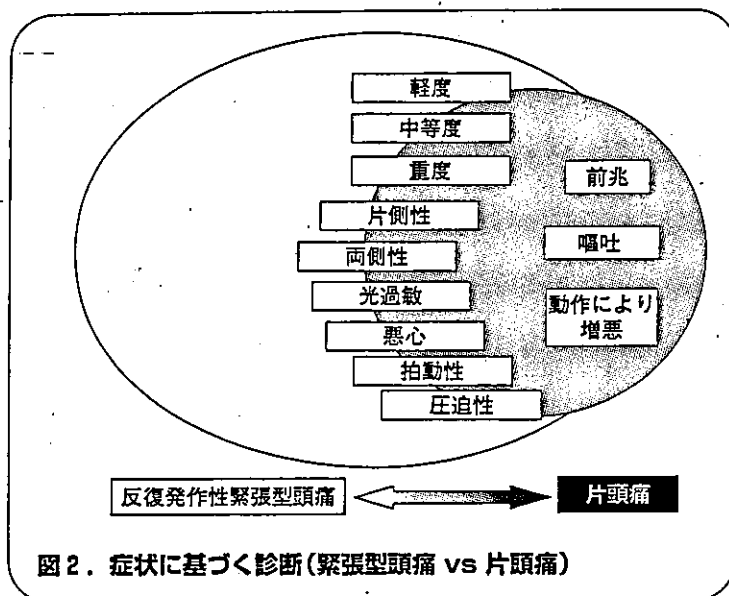 軽度
中等度
重度
前兆
片側性
両側性
嘔吐
光過敏
動作により
増悪
悪心
拍動性
圧迫性
反復発作性緊張型頭痛
片頭痛
図2．症状に基づく診断(緊張型頭痛 vs 片頭痛)